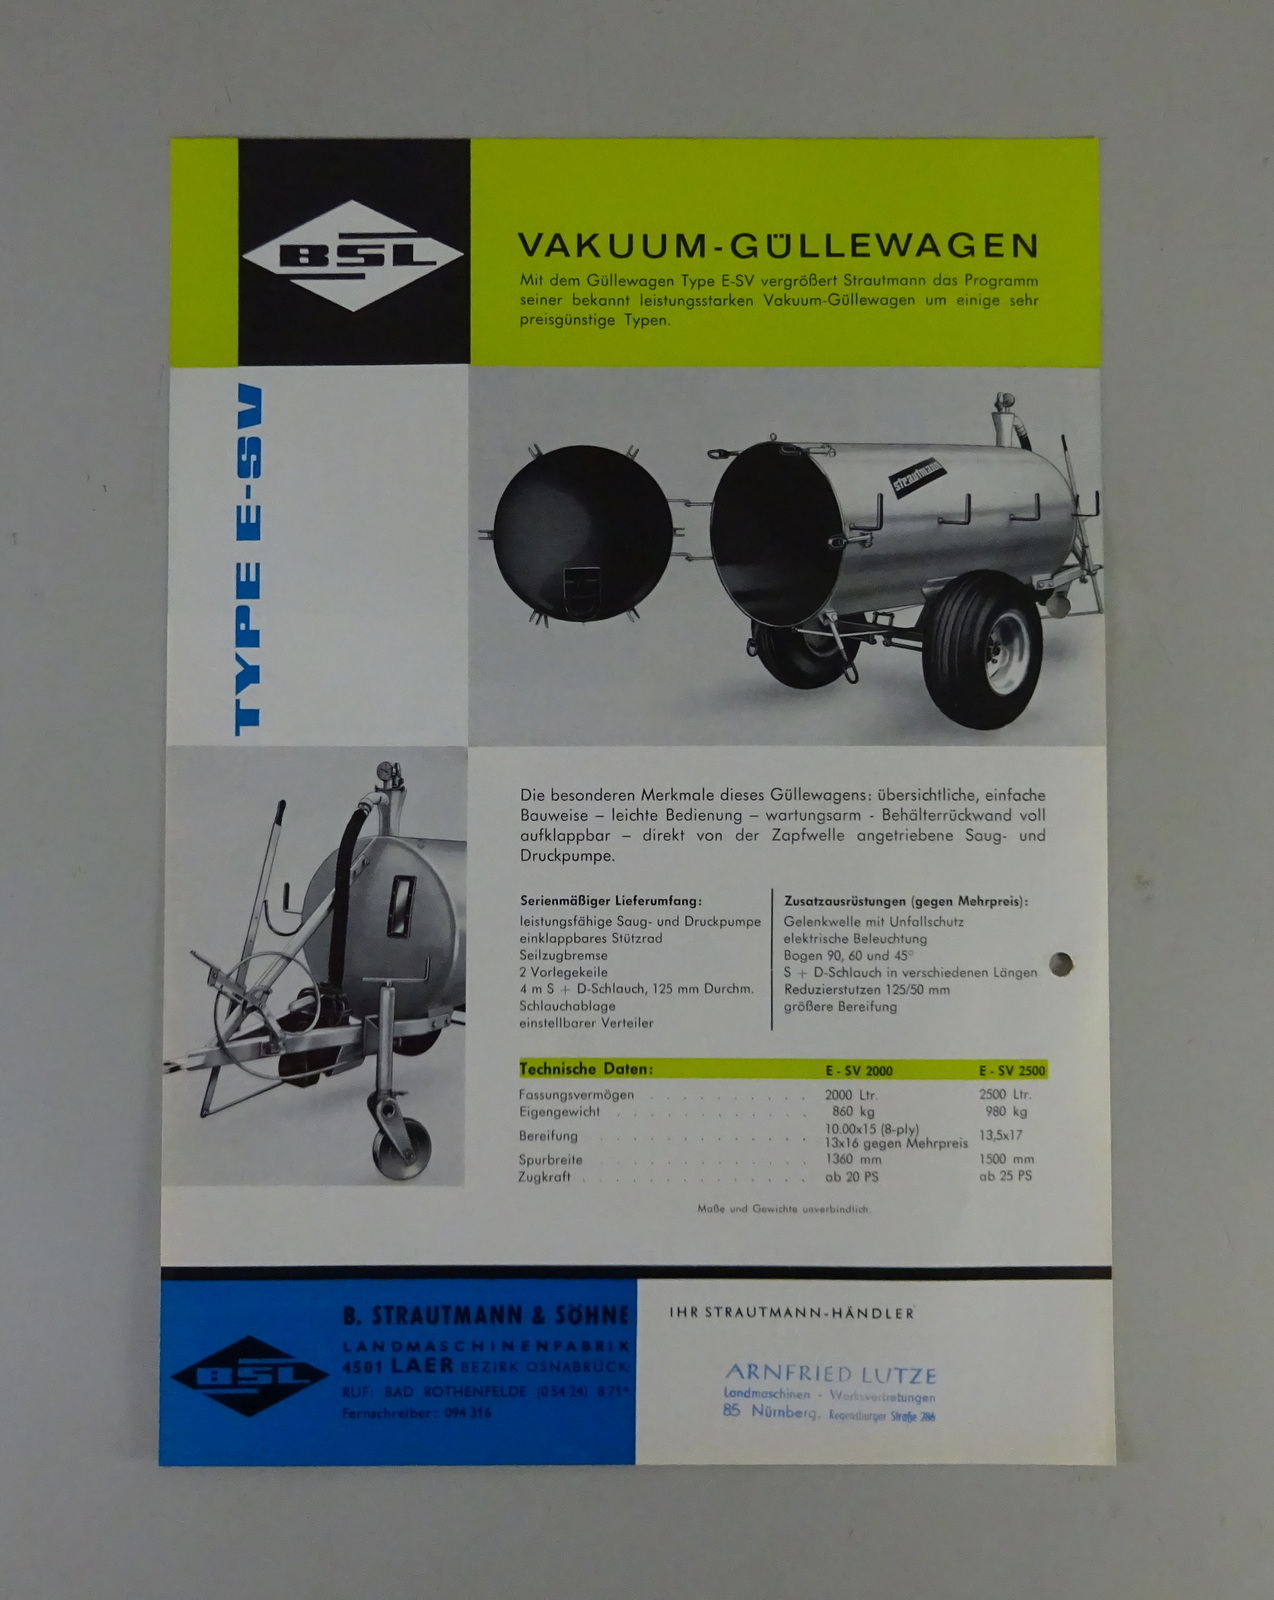 BSL
VAKUUM-GÜLLEWAGEN
Mit dem Güllewagen Type E-SV vergrößert Strautmann das Programm
seiner bekannt leistungsstarken Vakuum-Güllewagen um einige sehr
preisgünstige Typen.
TYPE E-SV
strautmann
Die besonderen Merkmale dieses Güllewagens: übersichtliche, einfache
Bauweise – leichte Bedienung – wartungsarm - Behälterrückwand voll
aufklappbar – direkt von der Zapfwelle angetriebene Saug- und
Druckpumpe.
Serienmäßiger Lieferumfang:
leistungsfähige Saug- und Druckpumpe
einklappbares Stützrad
Seilzugbremse
2 Vorlegekeile
4 m S + D-Schlauch, 125 mm Durchm.
Schlauchablage
einstellbarer Verteiler
Zusatzausrüstungen (gegen Mehrpreis):
Gelenkwelle mit Unfallschutz
elektrische Beleuchtung
Bogen 90, 60 und 45°
S + D-Schlauch in verschiedenen Längen
Reduzierstutzen 125/50 mm
größere Bereifung
Technische Daten: E - SV 2000 E - SV 2500
Fassungsvermögen . . . . . . . . . 2000 Ltr. 2500 Ltr.
Eigengewicht . . . . . . . . . . . 860 kg 980 kg
Bereifung . . . . . . . . . . . . 10.00x15 (8-ply) 13,5x17
13x16 gegen Mehrpreis
Spurbreite . . . . . . . . . . . . 1360 mm 1500 mm
Zugkraft . . . . . . . . . . . . . ab 20 PS ab 25 PS
Maße und Gewichte unverbindlich.
BSL
B. STRAUTMANN & SÖHNE
LANDMASCHINENFABRIK
4501 LAER BEZIRK OSNABRÜCK
RUF: BAD ROTHENFELDE (05424) 871*
Fernschreiber: 094 316
IHR STRAUTMANN-HÄNDLER
ARNFRIED LUTZE
Landmaschinen - Werksvertretungen
85 Nürnberg, Regensburger Straße 286